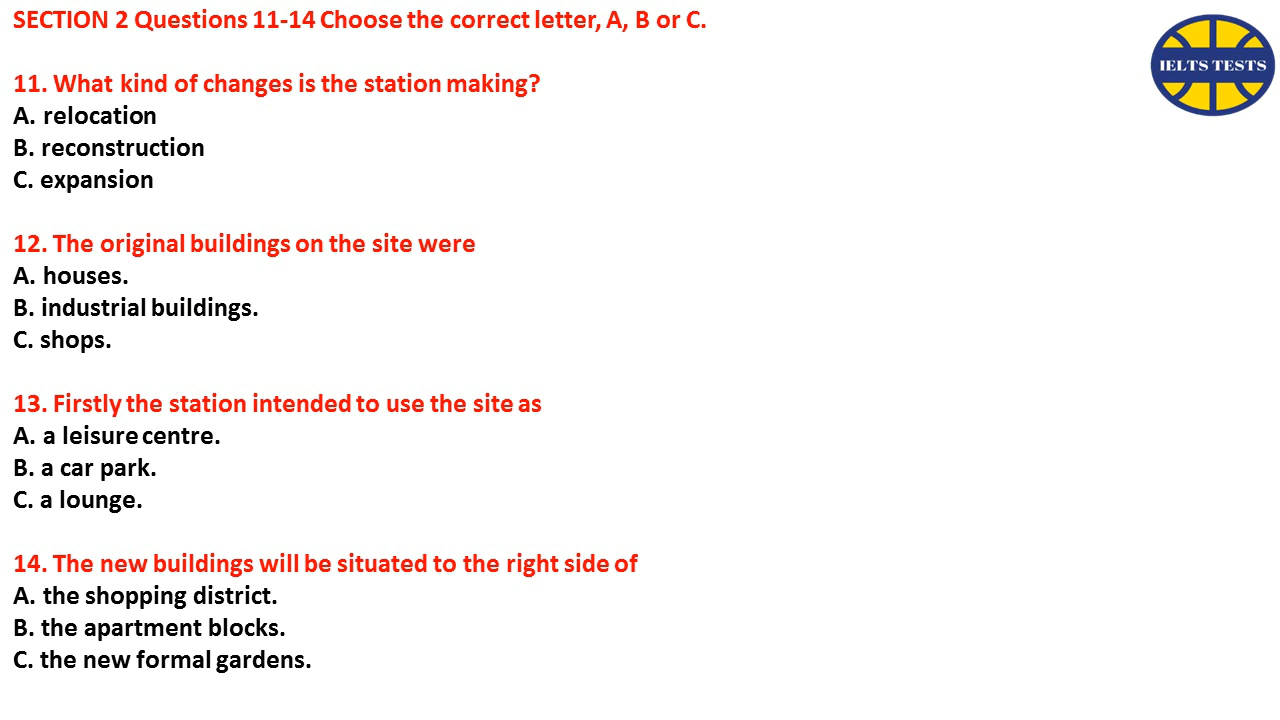 SECTION 2 Questions 11-14 Choose the correct letter, A, B or C.
IELTS TESTS
11. What kind of changes is the station making?
A. relocation
B. reconstruction
C. expansion
12. The original buildings on the site were
A. houses.
B. industrial buildings.
C. shops.
13. Firstly the station intended to use the site as
A. a leisure centre.
B. a car park.
C. a lounge.
14. The new buildings will be situated to the right side of
A. the shopping district.
B. the apartment blocks.
C. the new formal gardens.